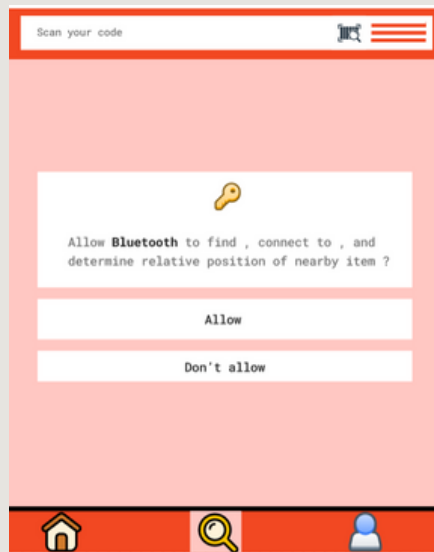 Scan your code
Allow Bluetooth to find , connect to , and
determine relative position of nearby item ?
Allow
Don't allow